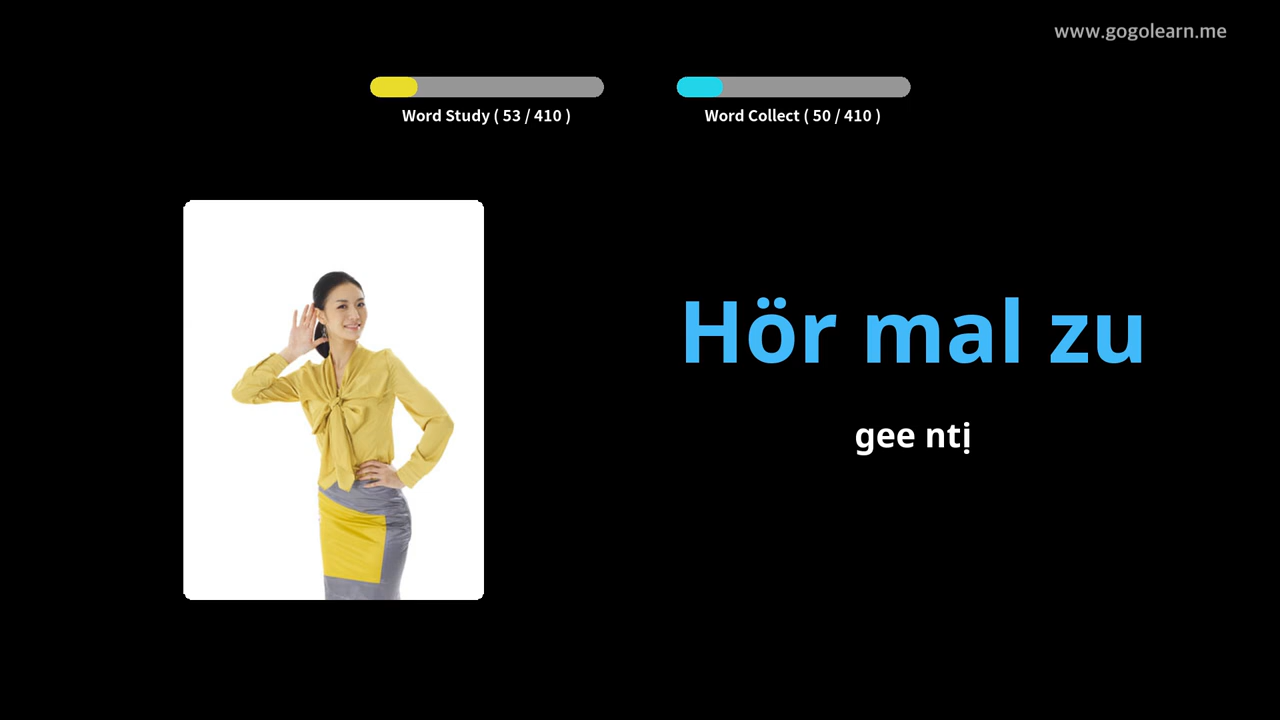 www.gogolearn.me
Word Study ( 53 / 410 )
Word Collect ( 50 / 410 )
Hör mal zu
gee ntị